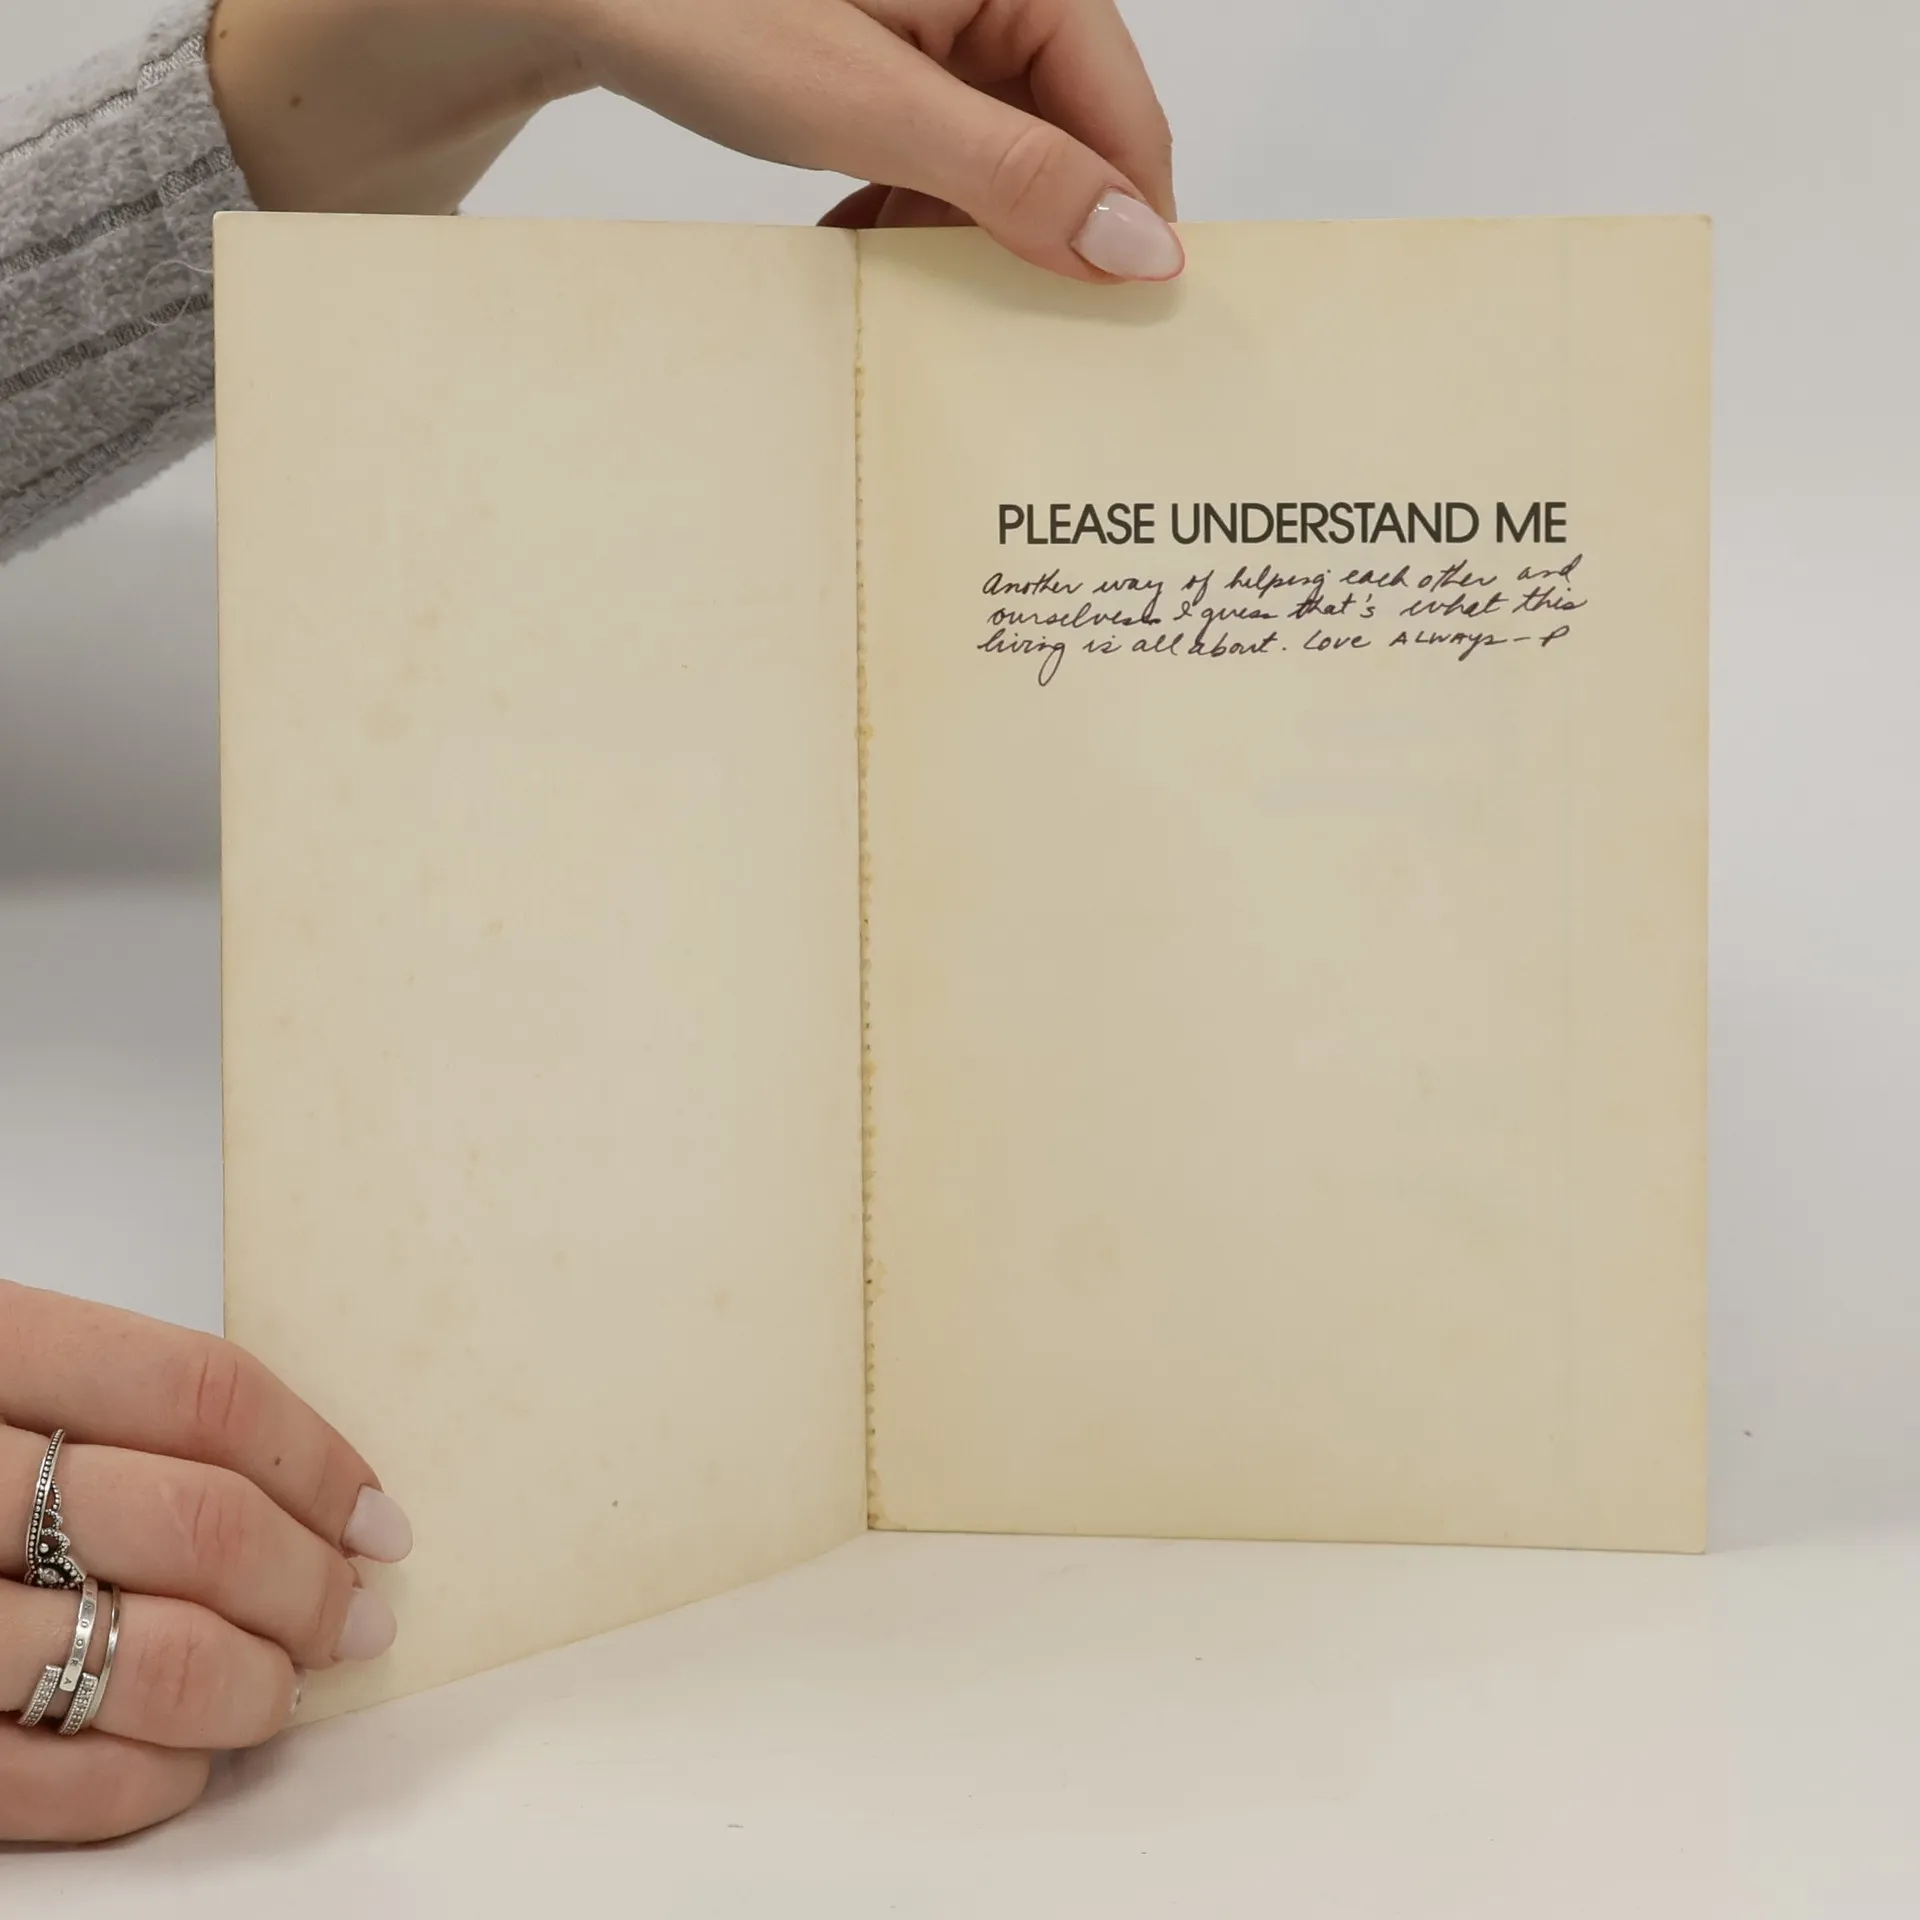 PLEASE UNDERSTAND ME
Another way of helping each other and
ourselves. I guess that's what this
living is all about. Love ALWAYS - P